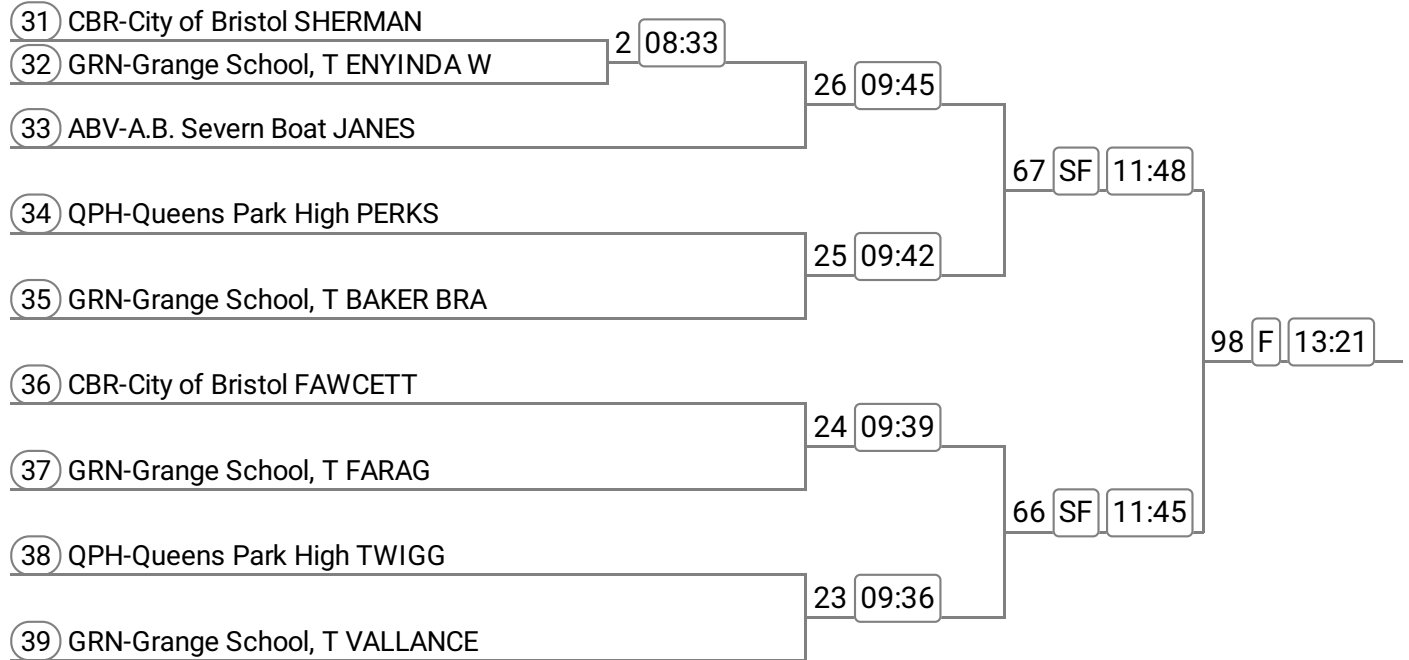 31 CBR-City of Bristol SHERMAN
2 08:33
32 GRN-Grange School, T ENYINDA W
26 09:45
33 ABV-A.B. Severn Boat JANES
67 SF 11:48
34 QPH-Queens Park High PERKS
25 09:42
35 GRN-Grange School, T BAKER BRA
98 F 13:21
36 CBR-City of Bristol FAWCETT
24 09:39
37 GRN-Grange School, T FARAG
66 SF 11:45
38 QPH-Queens Park High TWIGG
23 09:36
39 GRN-Grange School, T VALLANCE